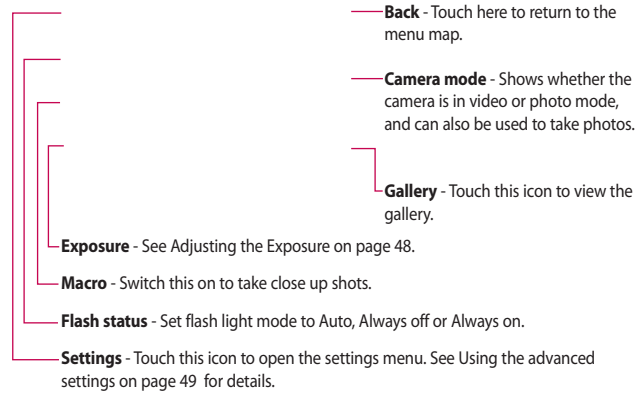 Back - Touch here to return to the
menu map.
Camera mode - Shows whether the
camera is in video or photo mode,
and can also be used to take photos.
Gallery - Touch this icon to view the
gallery.
Exposure - See Adjusting the Exposure on page 48.
Macro - Switch this on to take close up shots.
Flash status - Set flash light mode to Auto, Always off or Always on.
Settings - Touch this icon to open the settings menu. See Using the advanced
settings on page 49 for details.